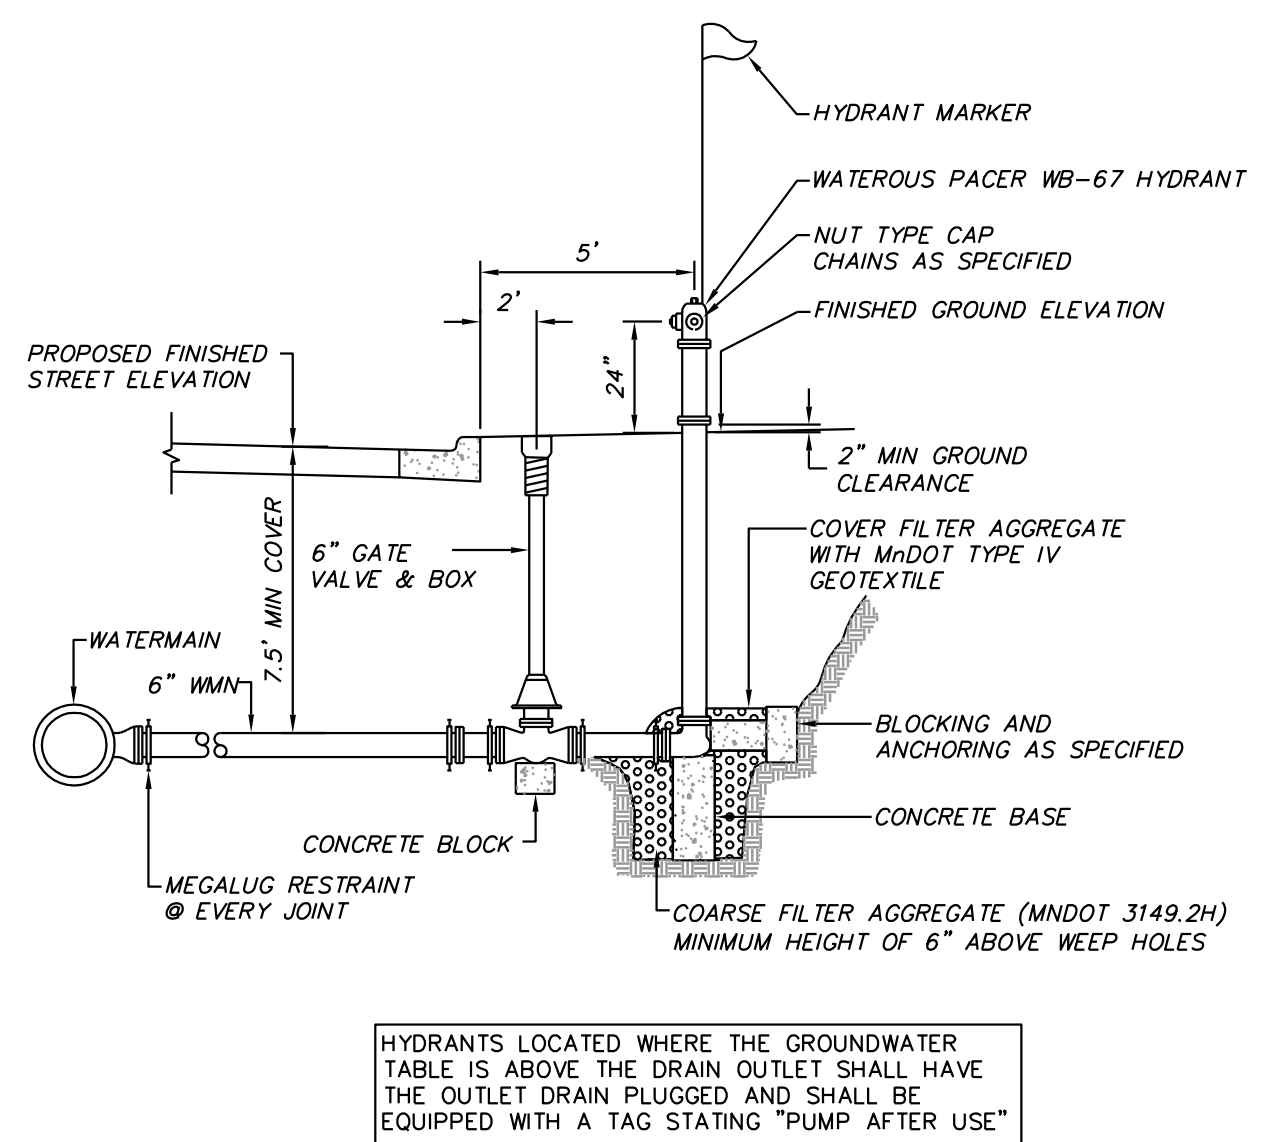 HYDRANT MARKER
WATEROUS PACER WB-67 HYDRANT
NUT TYPE CAP
CHAINS AS SPECIFIED
5'
2'
FINISHED GROUND ELEVATION
PROPOSED FINISHED
STREET ELEVATION
24"
2" MIN GROUND
CLEARANCE
7.5' MIN COVER
6" GATE
VALVE & BOX
COVER FILTER AGGREGATE
WITH MnDOT TYPE IV
GEOTEXTILE
WATERMAIN
6" WMN
BLOCKING AND
ANCHORING AS SPECIFIED
CONCRETE BASE
CONCRETE BLOCK
MEGALUG RESTRAINT
@ EVERY JOINT
COARSE FILTER AGGREGATE (MNDOT 3149.2H)
MINIMUM HEIGHT OF 6" ABOVE WEEP HOLES
HYDRANTS LOCATED WHERE THE GROUNDWATER
TABLE IS ABOVE THE DRAIN OUTLET SHALL HAVE
THE OUTLET DRAIN PLUGGED AND SHALL BE
EQUIPPED WITH A TAG STATING "PUMP AFTER USE"